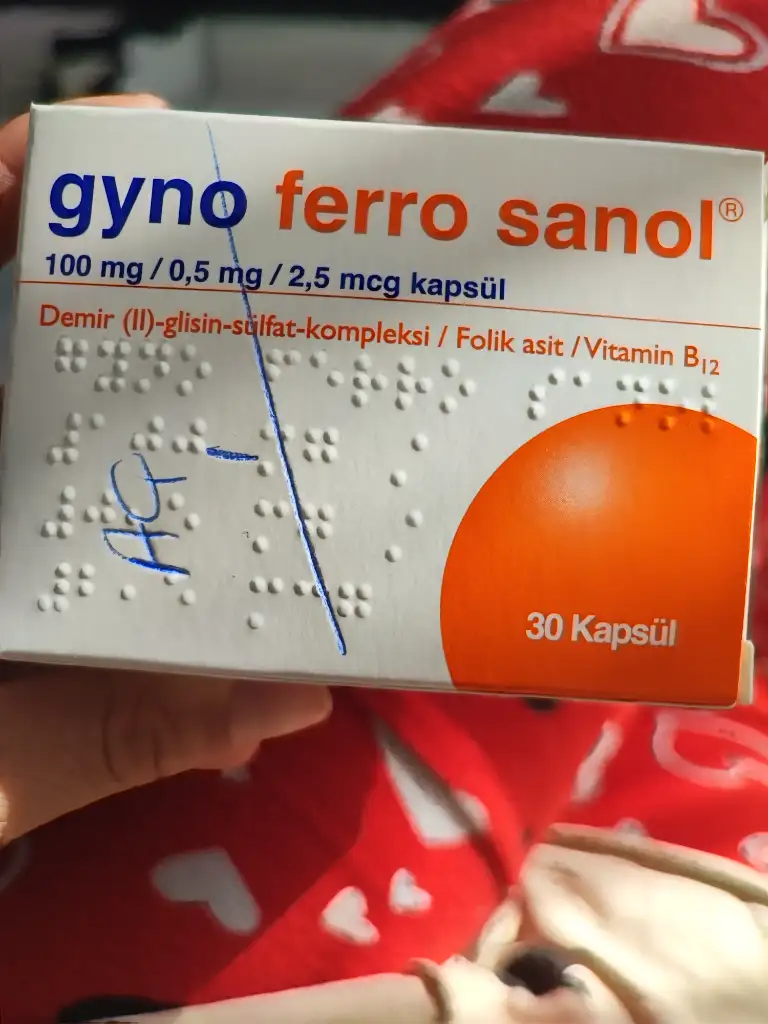 gyno ferro sanol®
100 mg / 0,5 mg / 2,5 mcg kapsül
Demir (II)-glisin-sülfat-kompleksi / Folik asit / Vitamin B12
30 Kapsül